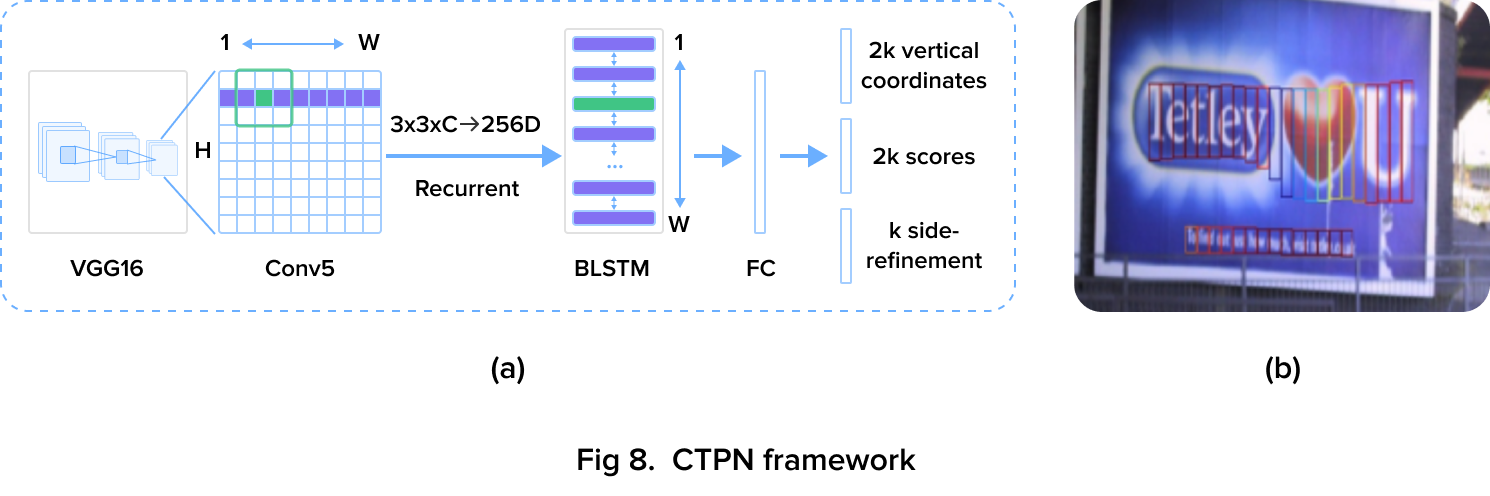 1 W
H
3x3xC→256D
Recurrent
VGG16
Conv5
1
...
W
BLSTM
FC
2k vertical
coordinates
2k scores
k side-
refinement
Tetley U
(a)
(b)
Fig 8. CTPN framework